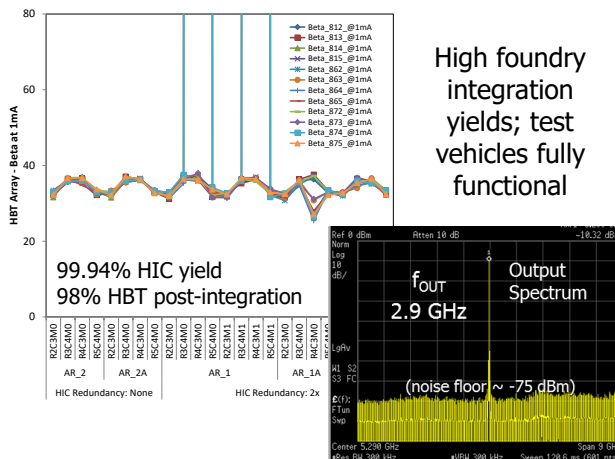 80
60
40
20
0
HBT Array - Beta at 1mA
Beta_812_@1mA
Beta_813_@1mA
Beta_814_@1mA
Beta_815_@1mA
Beta_862_@1mA
Beta_863_@1mA
Beta_864_@1mA
Beta_865_@1mA
Beta_872_@1mA
Beta_873_@1mA
Beta_874_@1mA
Beta_875_@1mA
High foundry
integration
yields; test
vehicles fully
functional
99.94% HIC yield
98% HBT post-integration
R2C3M0
R3C4M0
R4C3M0
R5C4M0
R2C3M0
R3C4M0
R4C3M0
R5C4M0
R2C3M0
R3C4M0
R4C3M0
R5C4M0
R2C3M1
R3C4M1
R4C3M1
R5C4M1
R2C3M0
R3C4M0
R4C3M0
AR_2
AR_2A
AR_1
AR_1A
HIC Redundancy: None
HIC Redundancy: 2x
Ref 0 dBm
Atten 10 dB
-10.32 dBm
Norm
Log
10
dB/
1
fOUT
2.9 GHz
Output
Spectrum
LgAv
W1 S2
S3 FC
£(f):
FTun
Swp
(noise floor ~ -75 dBm)
Center 5.290 GHz
Span 9 GHz
#Res BW 300 kHz
#VBW 300 kHz
Sweep 120.6 ms (601 pts)